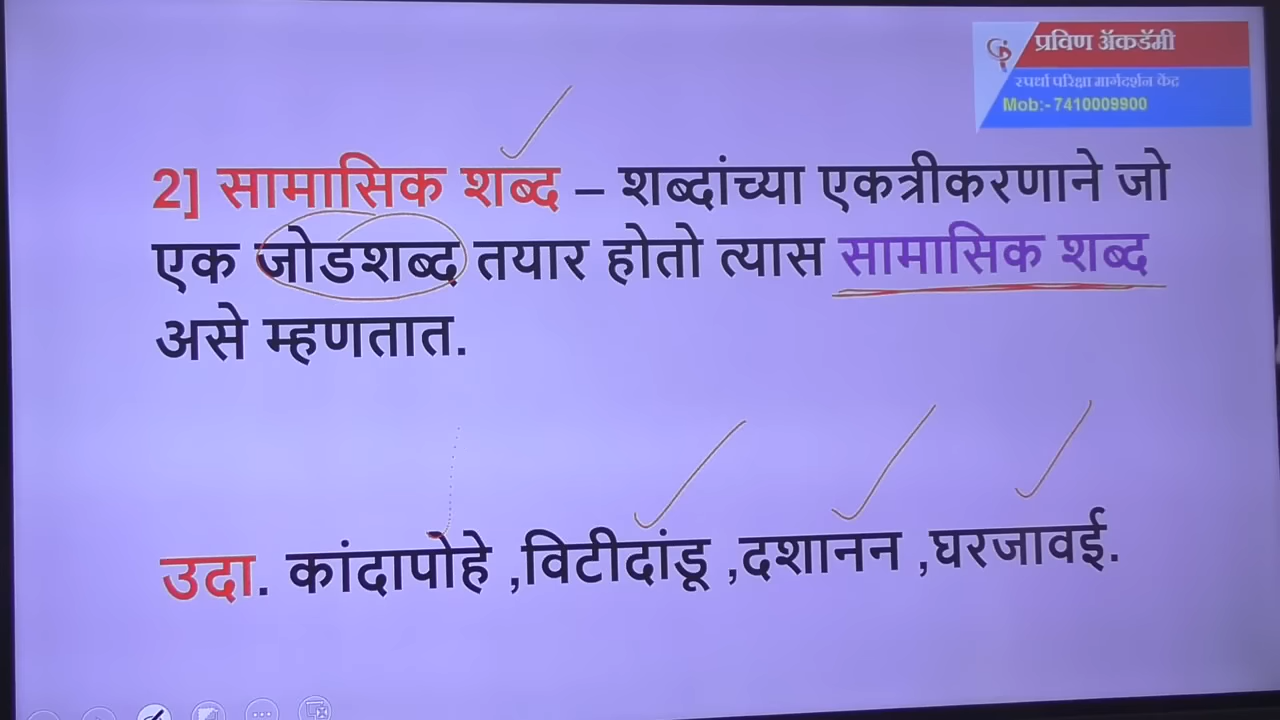 प्रविण ॲकडॅमी
स्पर्धा परिक्षा मार्गदर्शन केंद्र
Mob:- 7410009900
2] सामासिक शब्द – शब्दांच्या एकत्रीकरणाने जो
एक जोडशब्द तयार होतो त्यास सामासिक शब्द
असे म्हणतात.
उदा. कांदापोहे ,विटीदांडू ,दशानन ,घरजावई.